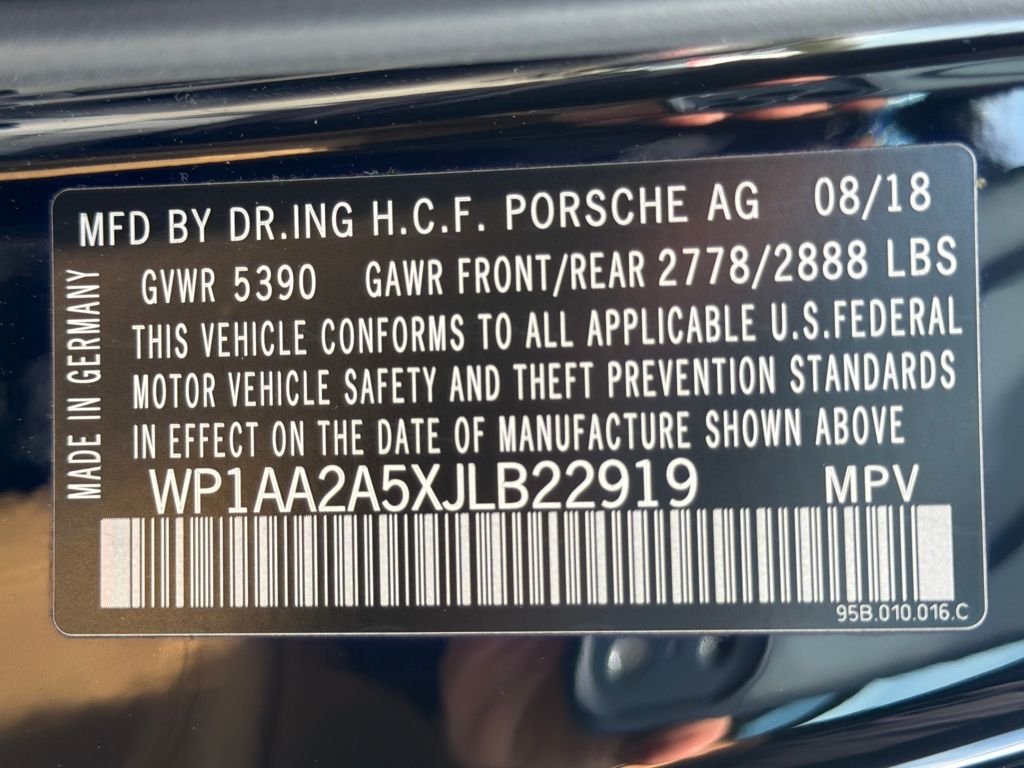 MFD BY DR.ING H.C.F. PORSCHE AG 08/18
GVWR 5390 GAWR FRONT/REAR 2778/2888 LBS
THIS VEHICLE CONFORMS TO ALL APPLICABLE U.S.FEDERAL
MOTOR VEHICLE SAFETY AND THEFT PREVENTION STANDARDS
IN EFFECT ON THE DATE OF MANUFACTURE SHOWN ABOVE
WP1AA2A5XJLB22919 MPV
95B.010.016.C
MADE IN GERMANY